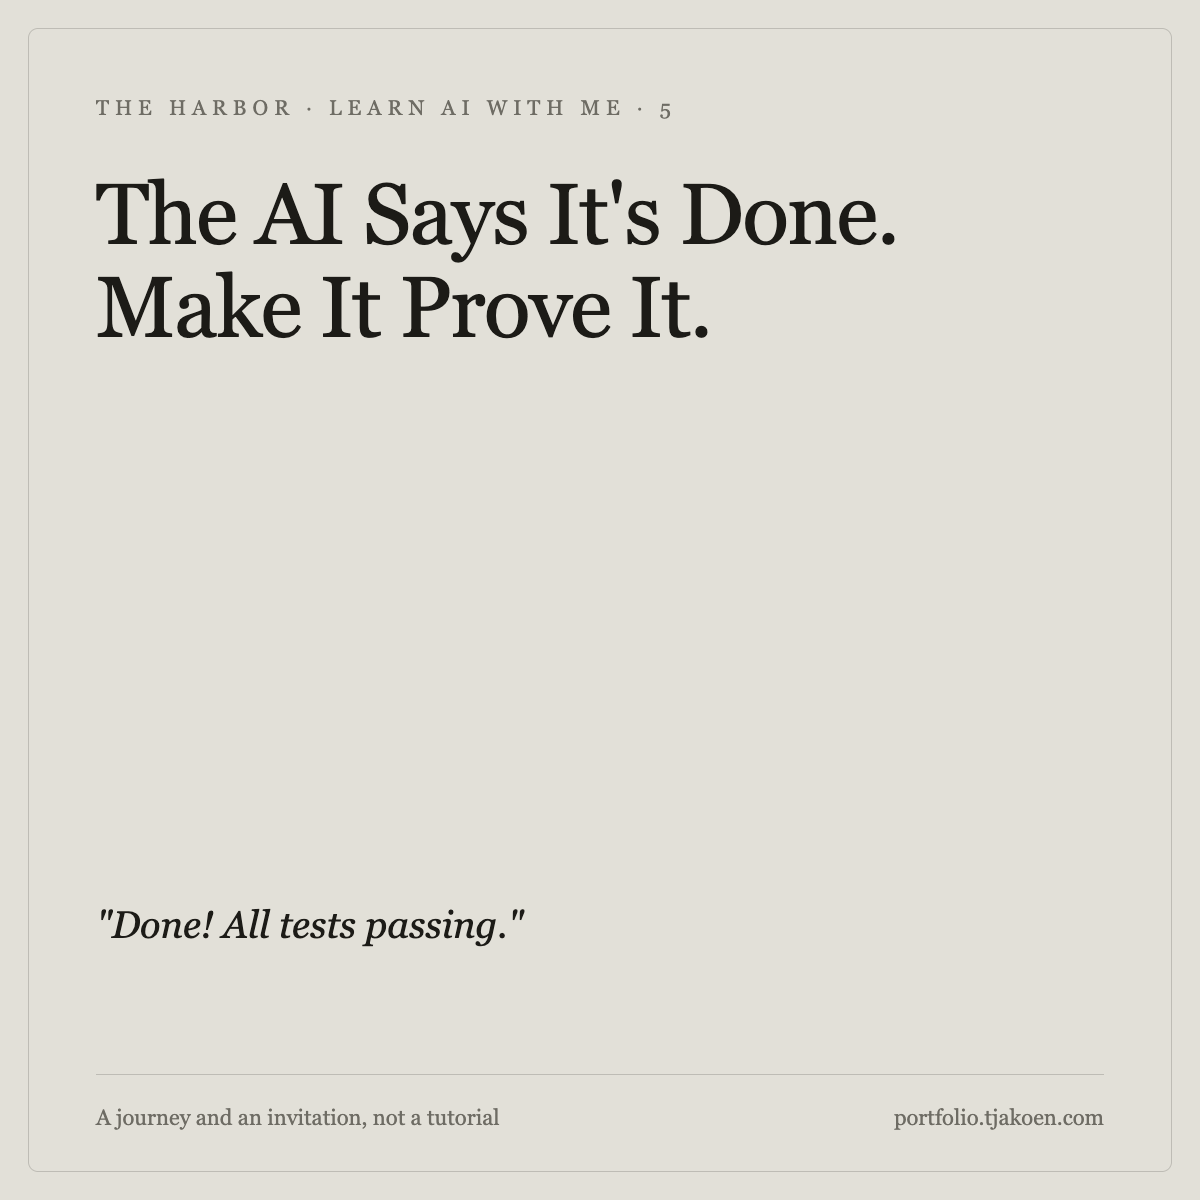 THE HARBOR · LEARN AI WITH ME · 5
The AI Says It's Done.
Make It Prove It.
"Done! All tests passing."
A journey and an invitation, not a tutorial
portfolio.tjakoen.com